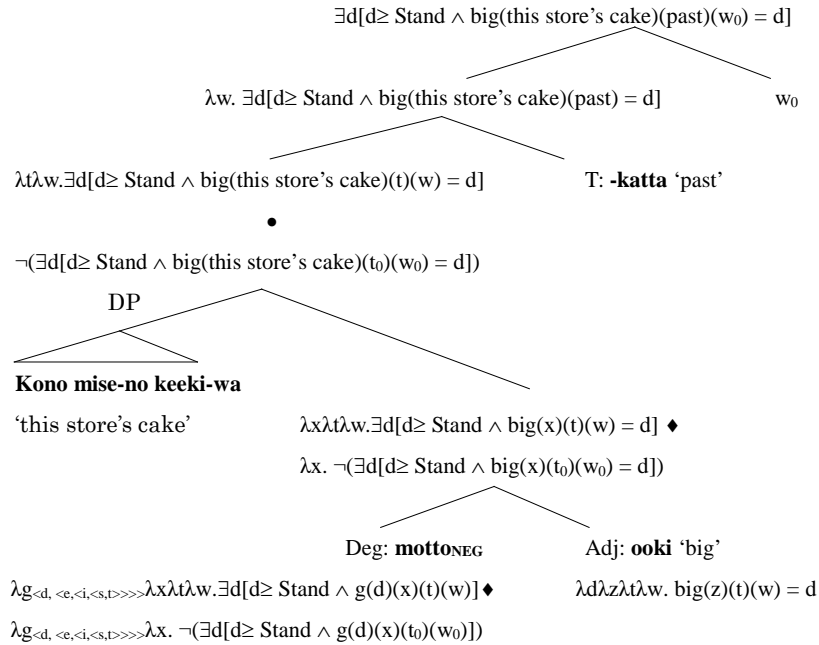 ∃d[d≥ Stand ∧ big(this store's cake)(past)(w₀) = d]
λw. ∃d[d≥ Stand ∧ big(this store's cake)(past) = d] w₀
λtλw.∃d[d≥ Stand ∧ big(this store's cake)(t)(w) = d] T: -katta ‘past’
●
¬(∃d[d≥ Stand ∧ big(this store's cake)(t₀)(w₀) = d])
DP
Kono mise-no keeki-wa
‘this store's cake’ λxλtλw.∃d[d≥ Stand ∧ big(x)(t)(w) = d] ♦
λx. ¬(∃d[d≥ Stand ∧ big(x)(t₀)(w₀) = d])
Deg: mottoNEG Adj: ooki ‘big’
λg<d, <e,<i,<s,t>>>>λxλtλw.∃d[d≥ Stand ∧ g(d)(x)(t)(w)]♦ λdλzλtλw. big(z)(t)(w) = d
λg<d, <e,<i,<s,t>>>>λx. ¬(∃d[d≥ Stand ∧ g(d)(x)(t₀)(w₀)])